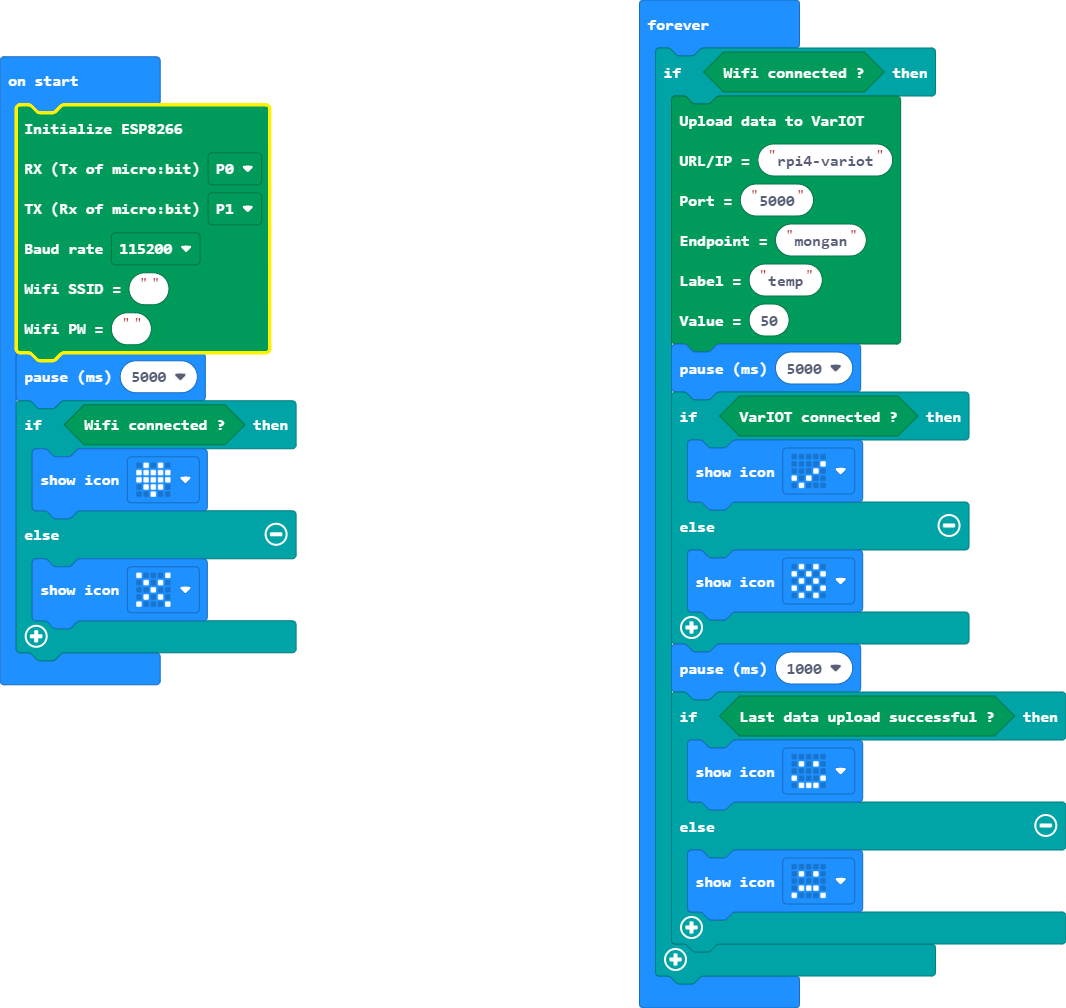 on start
Initialize ESP8266
RX (Tx of micro:bit) P0
TX (Rx of micro:bit) P1
Baud rate 115200
Wifi SSID = " "
Wifi PW = " "
pause (ms) 5000
if Wifi connected ? then
show icon
else
show icon
forever
if Wifi connected ? then
Upload data to VarIOT
URL/IP = "rpi4-variot"
Port = "5000"
Endpoint = "mongan"
Label = "temp"
Value = 50
pause (ms) 5000
if VarIOT connected ? then
show icon
else
show icon
pause (ms) 1000
if Last data upload successful ? then
show icon
else
show icon